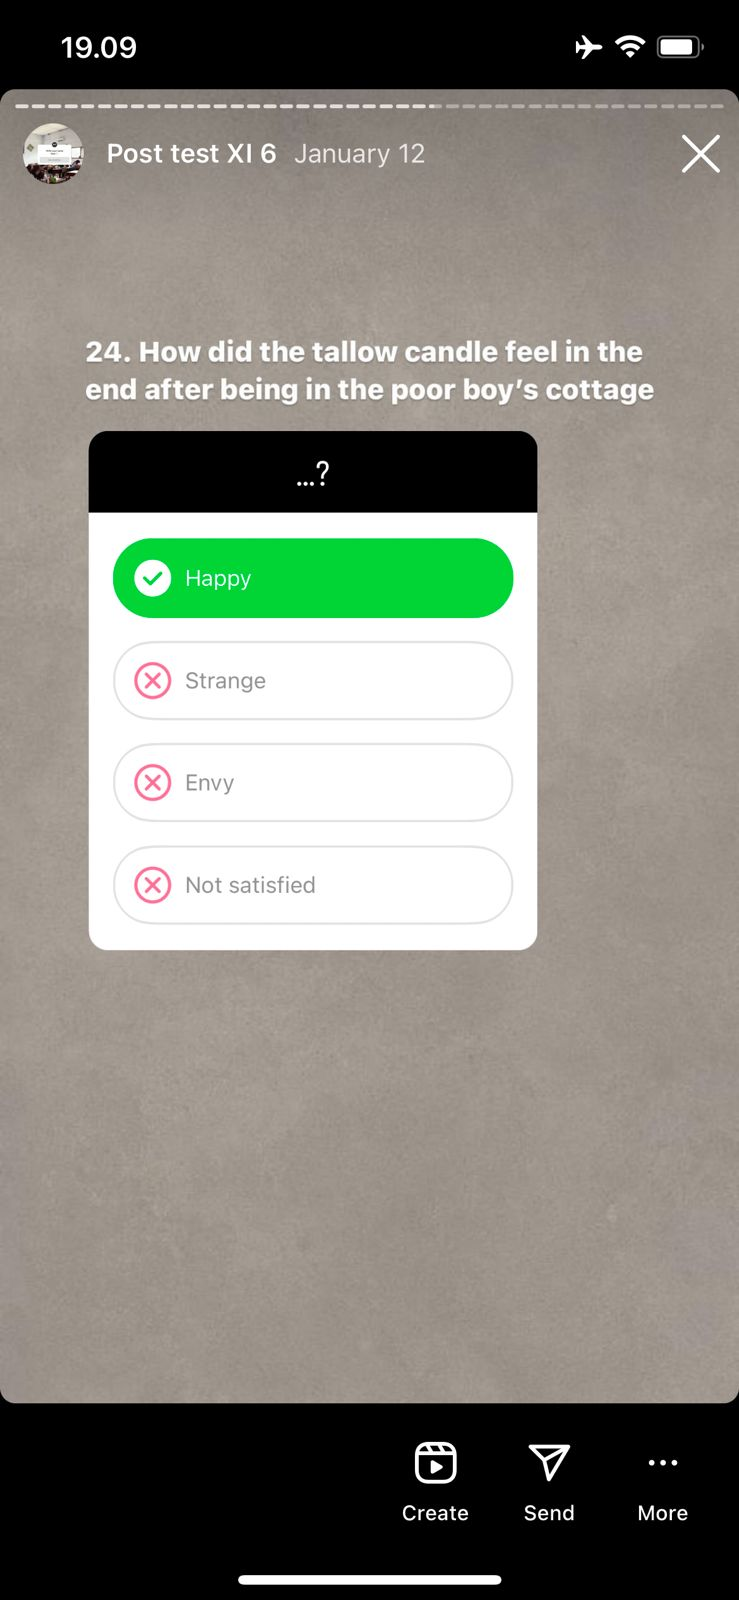 19.09
Post test XI 6 January 12
24. How did the tallow candle feel in the
end after being in the poor boy’s cottage
...?
Happy
Strange
Envy
Not satisfied
Create
Send
More